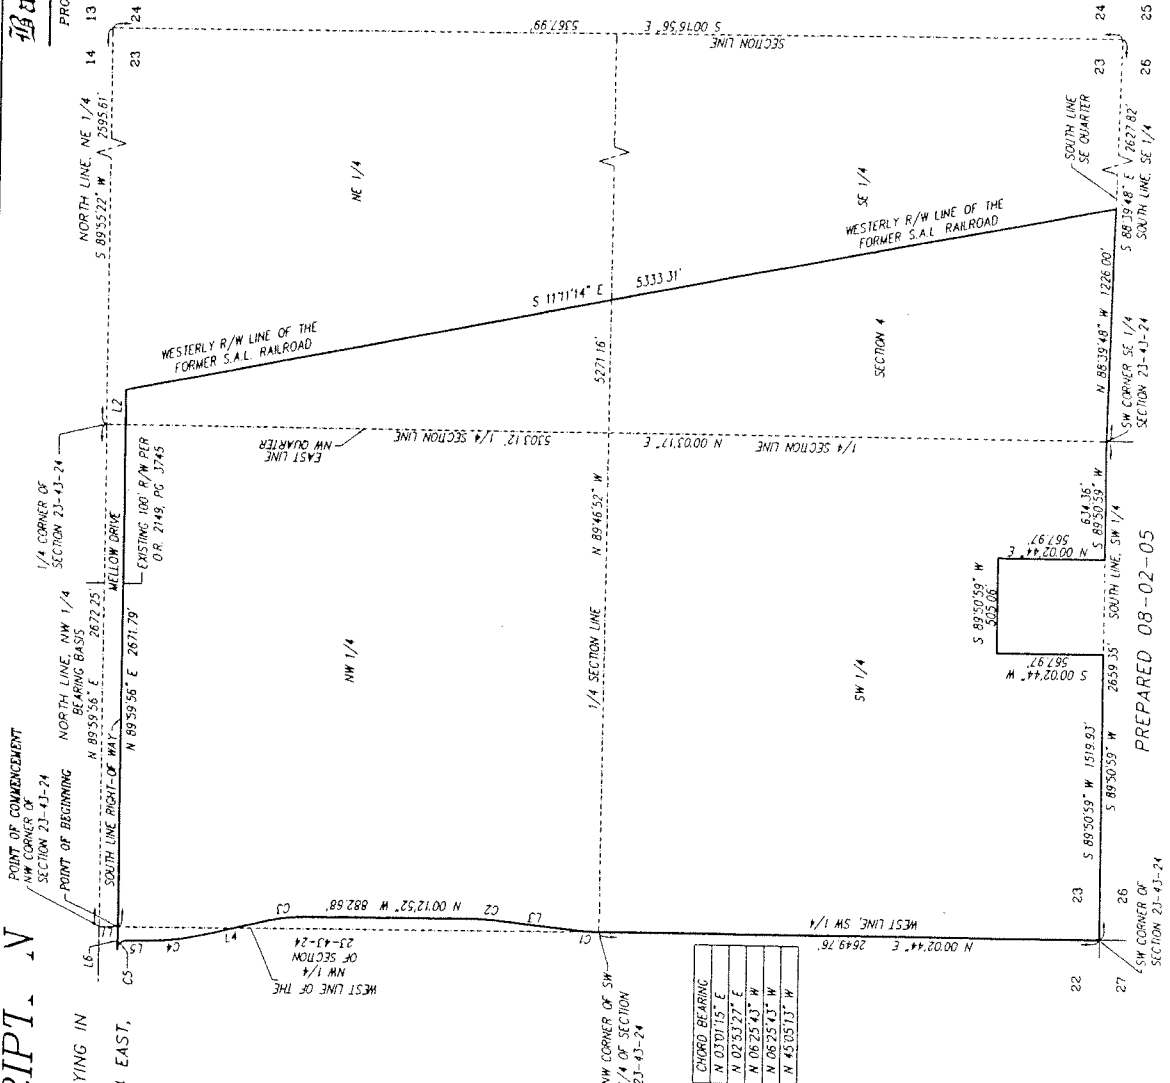 RIPT. N
YING IN
EAST,
Bu
PRO
POINT OF COMMENCEMENT
NW CORNER OF
SECTION 23-43-24
POINT OF BEGINNING
NORTH LINE, NW 1/4
BEARING BASIS
N 89°59'56" E 2672.25'
1/4 CORNER OF
SECTION 23-43-24
NORTH LINE, NE 1/4
S 89°55'22" W 2595.61'
14 13
23 24
L6
L1
L5
C5
C4
L4
C3
SOUTH LINE RIGHT-OF WAY
N 89°59'56" E 2671.79'
MELLOW DRIVE
EXISTING 100' R/W PER
O.R. 2149, PG 3745
L2
WESTERLY R/W LINE OF THE
FORMER S.A.L. RAILROAD
NE 1/4
NW 1/4
EAST LINE
NW QUARTER
5303.12' 1/4 SECTION LINE
SECTION LINE
S 00°16'56" E 5367.99'
WEST LINE OF THE
NW 1/4
OF SECTION
23-43-24
N 00°12'52" W 882.68'
C2
L3
C1
S 11°11'14" E
5333.31'
1/4 SECTION LINE
N 89°46'52" W
5271.16'
N 00°03'17" E 1/4 SECTION LINE
SECTION 4
WESTERLY R/W LINE OF THE
FORMER S.A.L. RAILROAD
SE 1/4
SW 1/4
NW CORNER OF SW
1/4 OF SECTION
23-43-24
CHORD BEARING
N 03°01'15" E
N 02°53'27" E
N 06°25'43" W
N 06°25'43" W
N 45°05'13" W
N 00°02'44" E 2649.76'
WEST LINE, SW 1/4
S 89°50'59" W
505.06'
S 00°02'44" W
567.97'
N 00°02'44" E
567.97'
S 89°50'59" W 1519.93'
S 89°50'59" W 2659.35' SOUTH LINE, SW 1/4
634.36'
S 89°50'59" W
N 88°39'48" W 1226.00'
SW CORNER SE 1/4
SECTION 23-43-24
SOUTH LINE
SE QUARTER
S 88°39'48" E 2627.82'
SOUTH LINE, SE 1/4
22 23
27 26
23 24
26 25
SW CORNER OF
SECTION 23-43-24
PREPARED 08-02-05